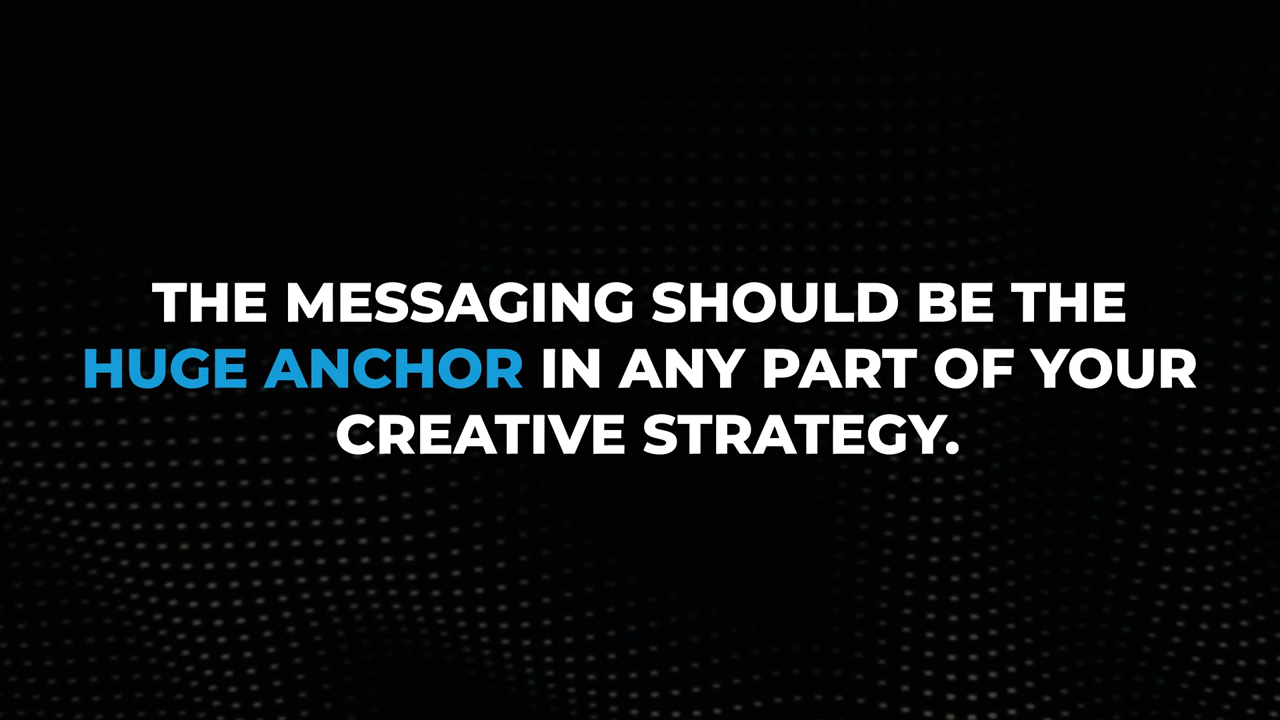 THE MESSAGING SHOULD BE THE
HUGE ANCHOR IN ANY PART OF YOUR
CREATIVE STRATEGY.